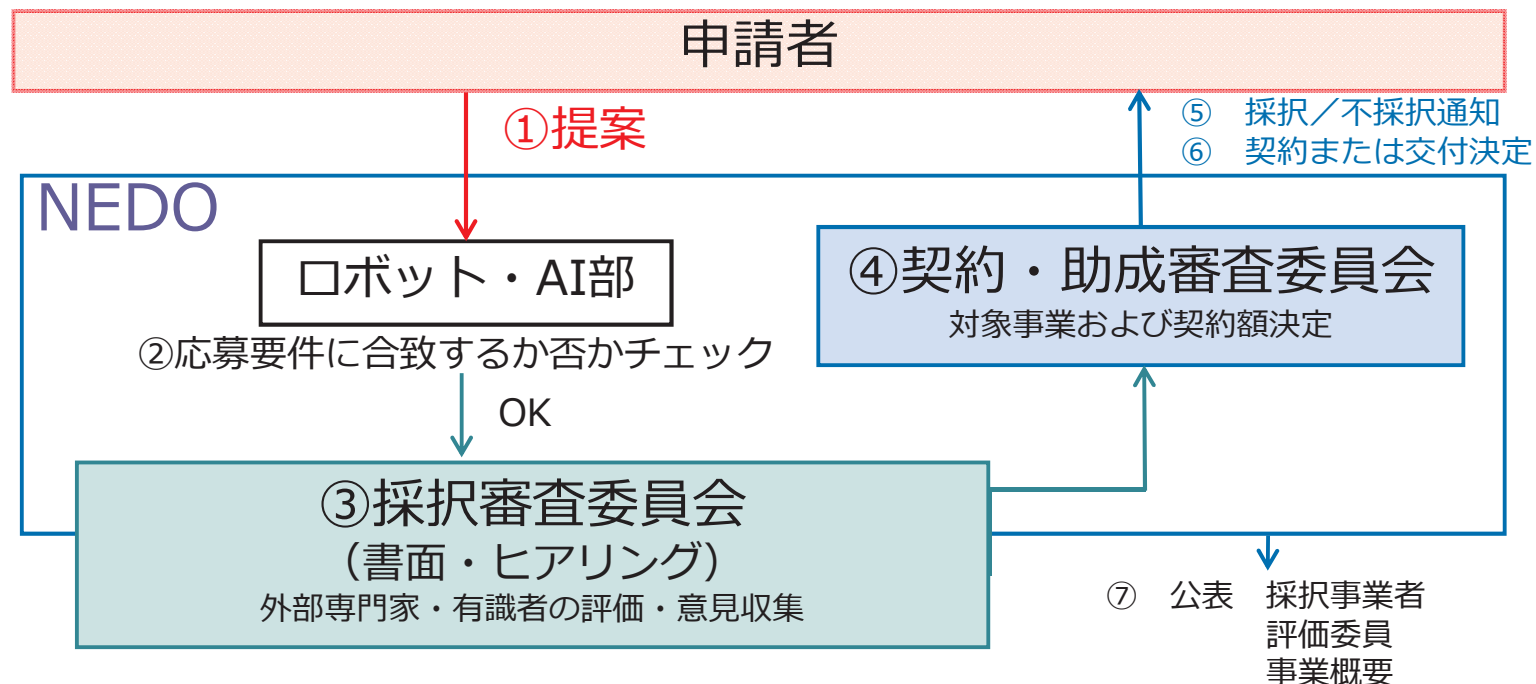 申請者
①提案
⑤ 採択／不採択通知
⑥ 契約または交付決定
NEDO
ロボット・AI部
②応募要件に合致するか否かチェック
OK
④契約・助成審査委員会
対象事業および契約額決定
③採択審査委員会
（書面・ヒアリング）
外部専門家・有識者の評価・意見収集
⑦ 公表 採択事業者
評価委員
事業概要